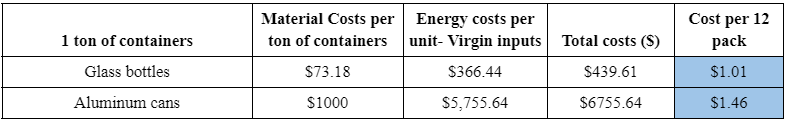 1 ton of containers Material Costs per ton of containers Energy costs per unit- Virgin inputs Total costs ($) Cost per 12 pack
Glass bottles $73.18 $366.44 $439.61 $1.01
Aluminum cans $1000 $5,755.64 $6755.64 $1.46